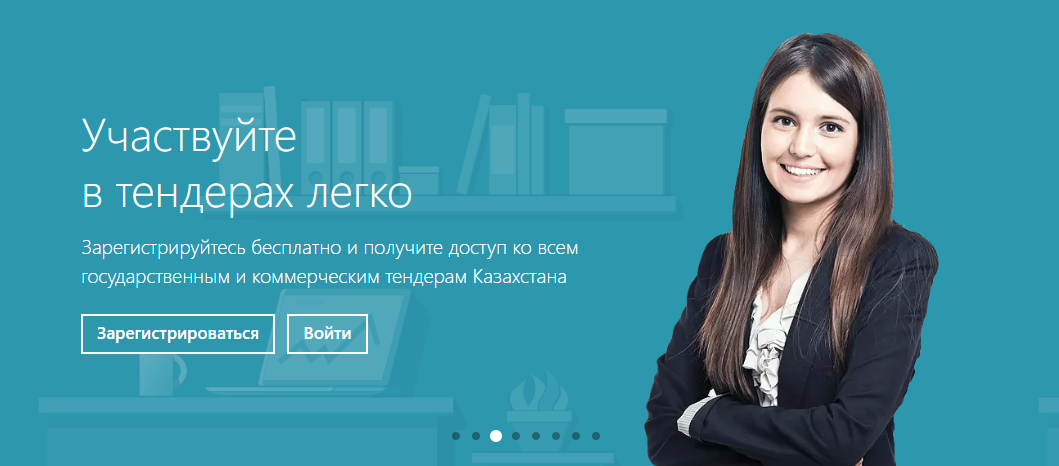 Участвуйте
в тендерах легко
Зарегистрируйтесь бесплатно и получите доступ ко всем
государственным и коммерческим тендерам Казахстана
Зарегистрироваться
Войти